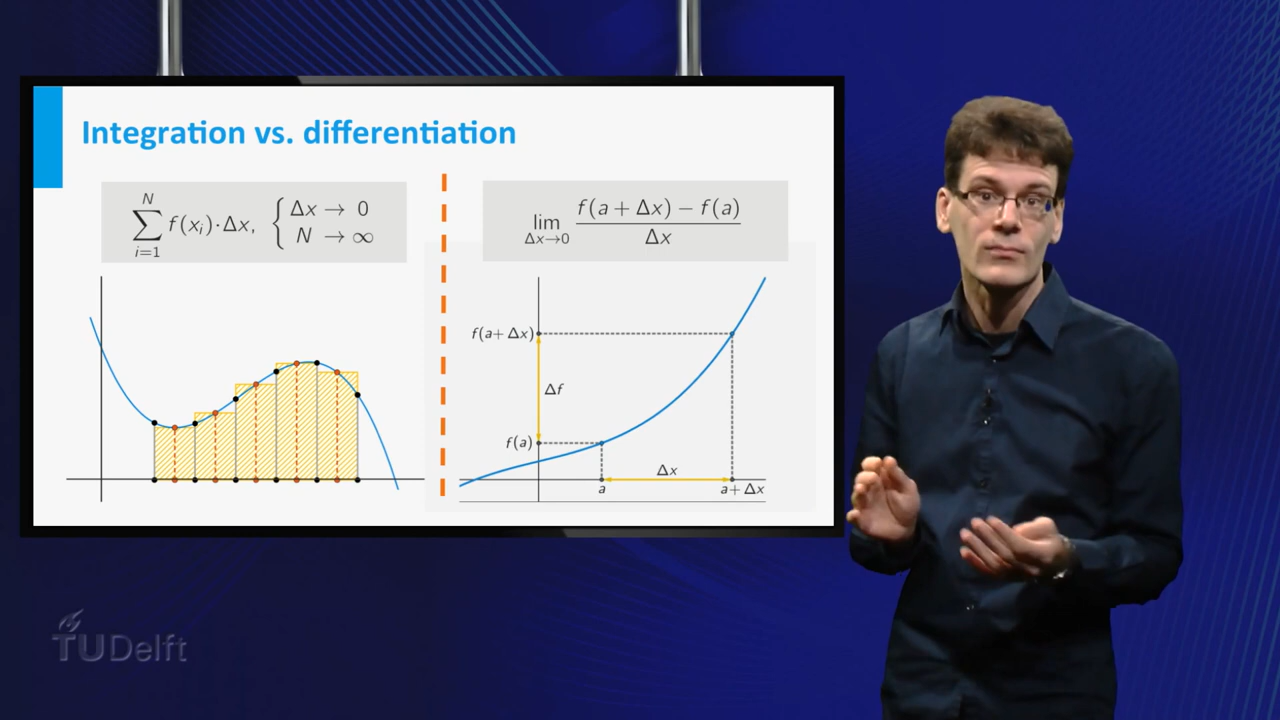 Integration vs. differentiation
N
∑ f(xᵢ)·Δx, { Δx → 0
i=1 N → ∞
lim f(a + Δx) − f(a)
Δx→0 Δx
f(a+ Δx)
Δf
f(a)
Δx
a
a+ Δx
TUDelft